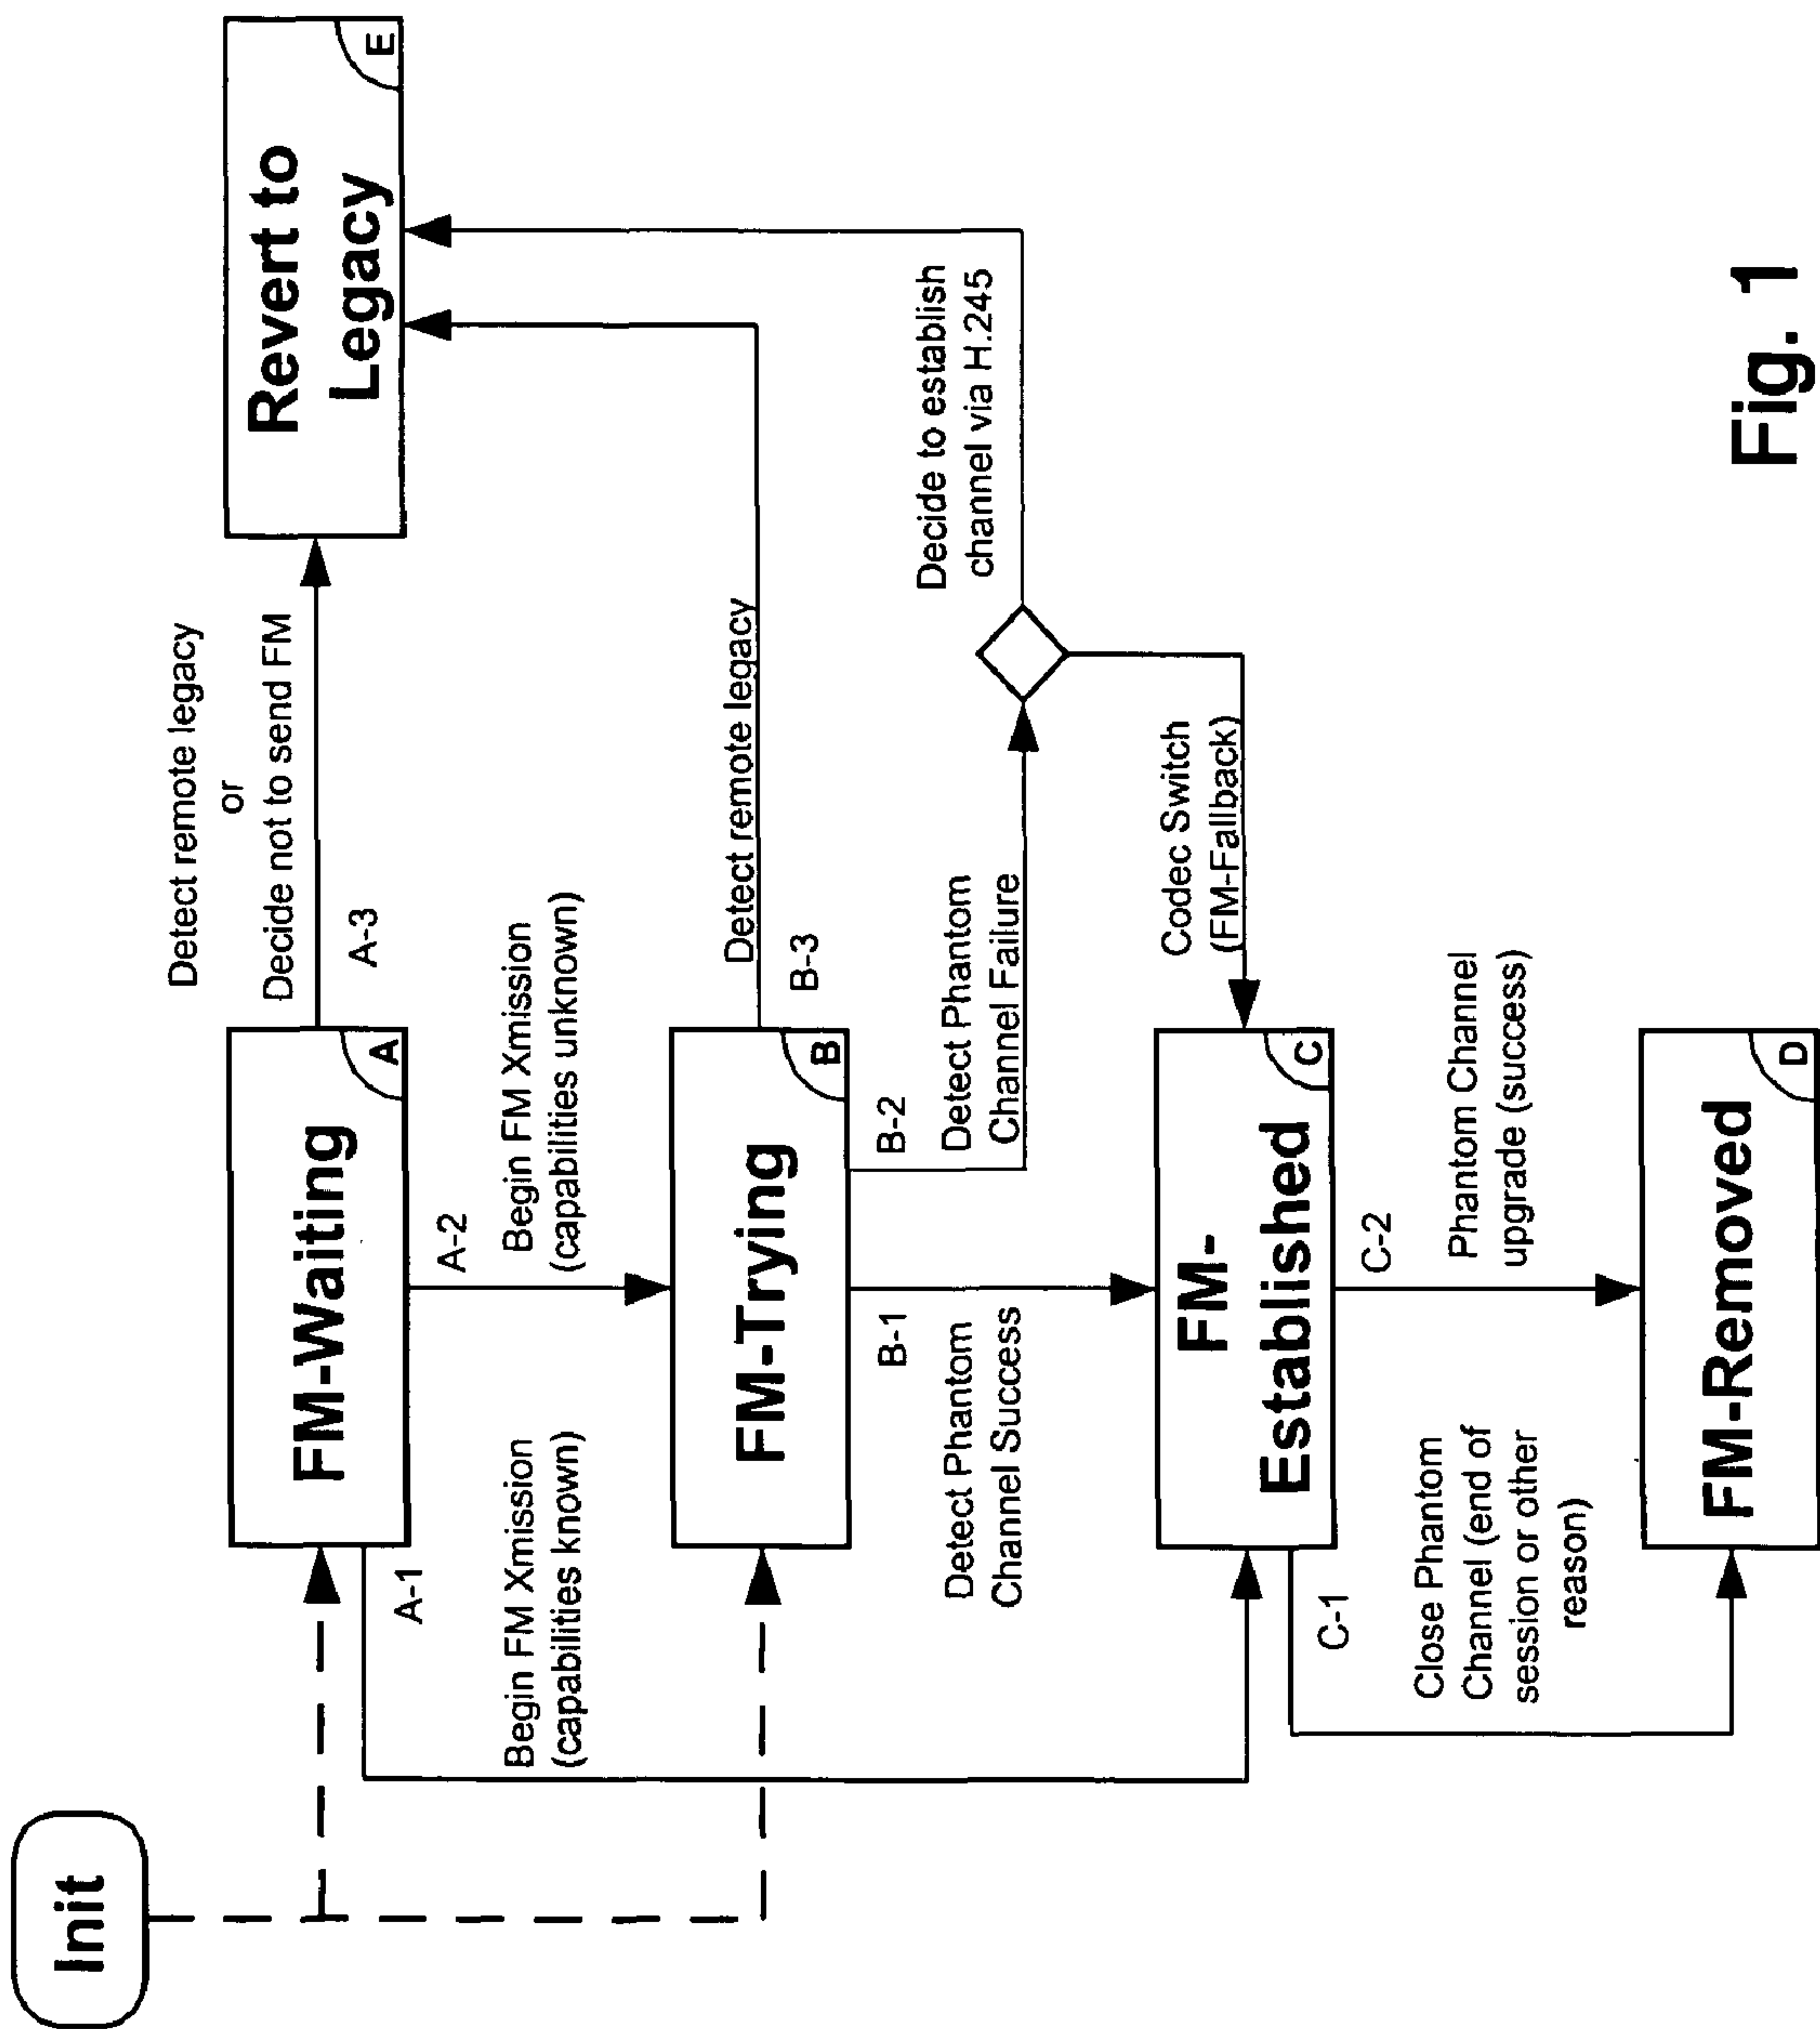 Init
Detect remote legacy
or
Decide not to send FM
A-3
FM-Waiting
A
Revert to
Legacy
E
A-1
A-2
Begin FM Xmission
(capabilities known)
Begin FM Xmission
(capabilities unknown)
Detect remote legacy
B-3
FM-Trying
B
B-1
B-2
Detect Phantom
Channel Success
Detect Phantom
Channel Failure
Decide to establish
channel via H.245
Codec Switch
(FM-Fallback)
FM-
Established
C
C-1
C-2
Close Phantom
Channel (end of
session or other
reason)
Phantom Channel
upgrade (success)
FM-Removed
D
Fig. 1